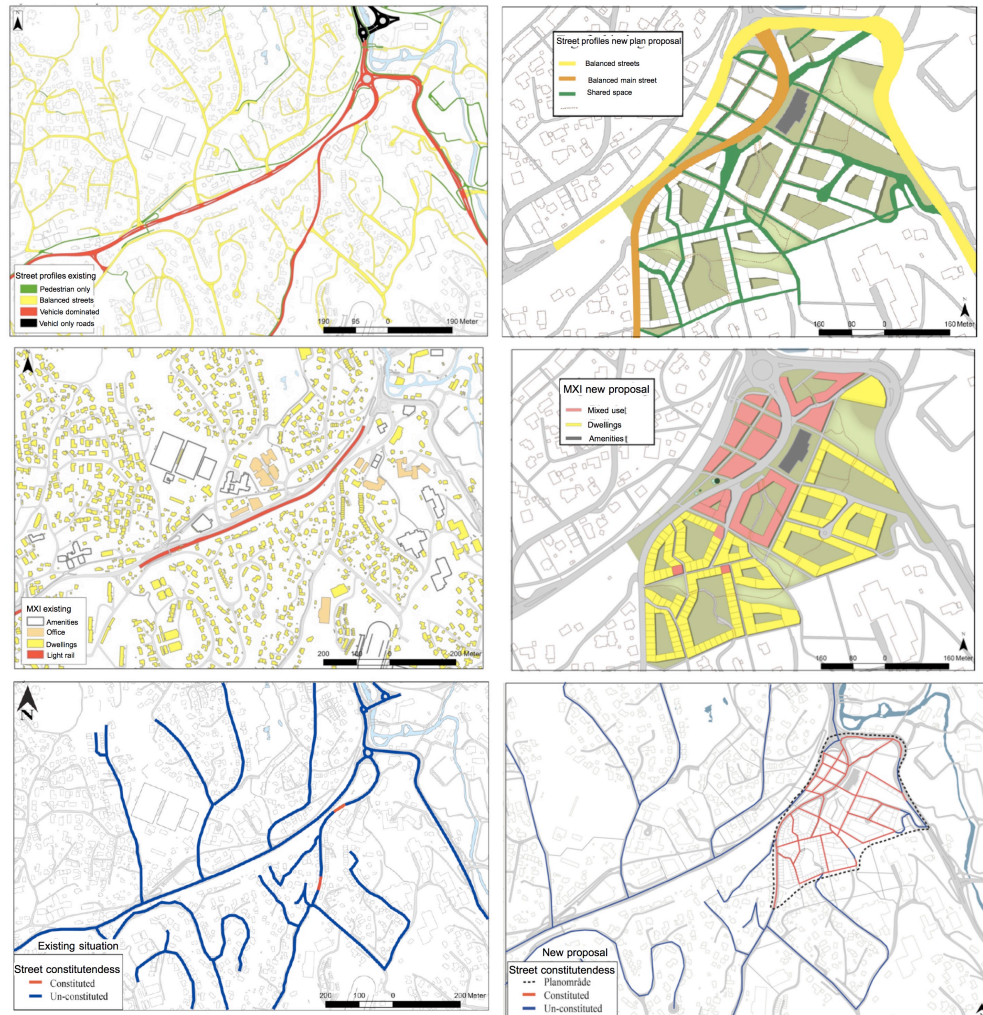 Street profiles existing
Pedestrian only
Balanced streets
Vehicle dominated
Vehicl only roads
190 95 0 190 Meter
Street profiles new plan proposal
Balanced streets
Balanced main street
Shared space
N
160 80 0 160 Meter
MXI existing
Amenities
Office
Dwellings
Light rail
200 100 0 200 Meter
MXI new proposal
Mixed use
Dwellings
Amenities
N
160 80 0 160 Meter
N
Existing situation
Street constitutendess
Constituted
Un-constituted
200 100 0 200 Meter
New proposal
Street constitutendess
Planområde
Constituted
Un-constituted